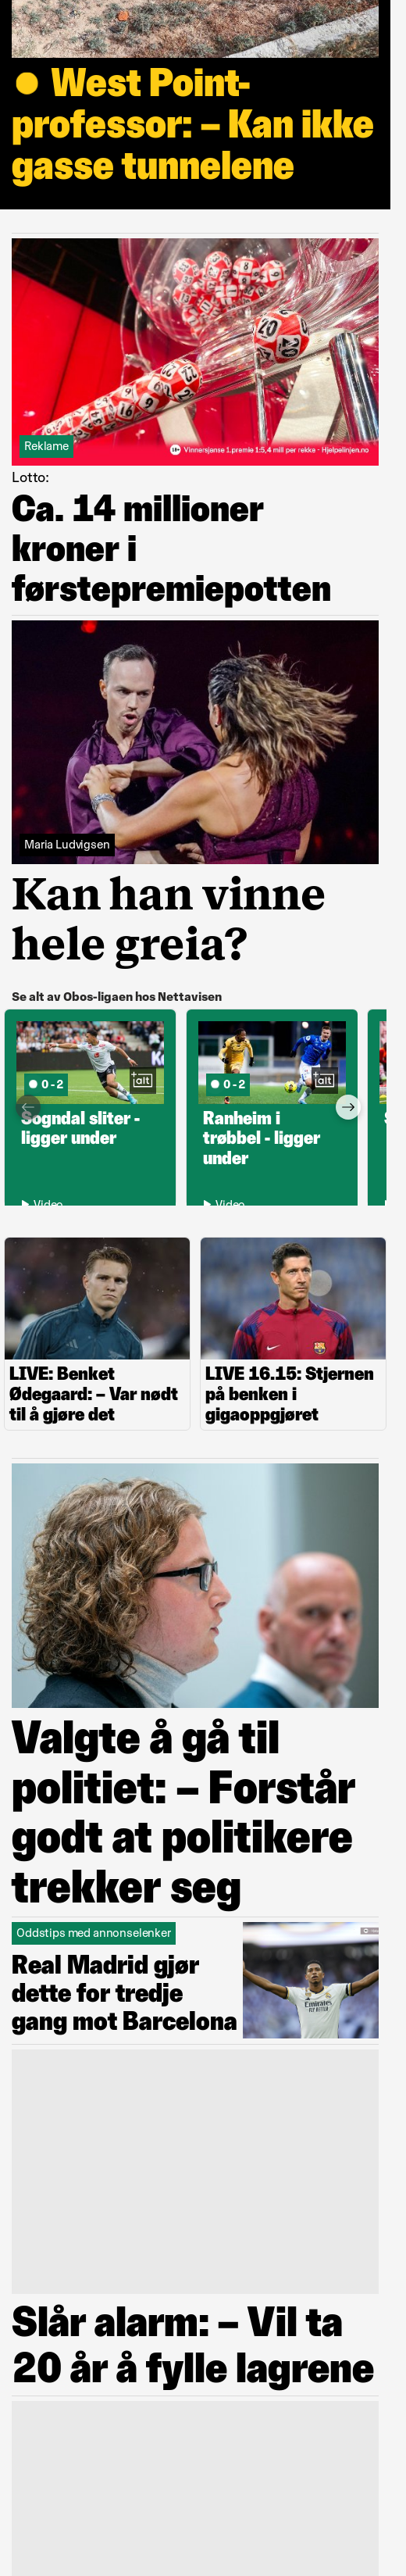 West Point-
professor: – Kan ikke
gasse tunnelene
Reklame
18+ Vinnersjanse 1.premie 1:5,4 mill per rekke - Hjelpelinjen.no
Lotto:
Ca. 14 millioner
kroner i
førstepremiepotten
Maria Ludvigsen
Kan han vinne
hele greia?
Se alt av Obos-ligaen hos Nettavisen
0 - 2
+alt
Sogndal sliter -
ligger under
Video
0 - 2
+alt
Ranheim i
trøbbel - ligger
under
Video
LIVE: Benket
Ødegaard: – Var nødt
til å gjøre det
LIVE 16.15: Stjernen
på benken i
gigaoppgjøret
Valgte å gå til
politiet: – Forstår
godt at politikere
trekker seg
Oddstips med annonselenker
Real Madrid gjør
dette for tredje
gang mot Barcelona
Emirates
FLY BETTER
Slår alarm: – Vil ta
20 år å fylle lagrene